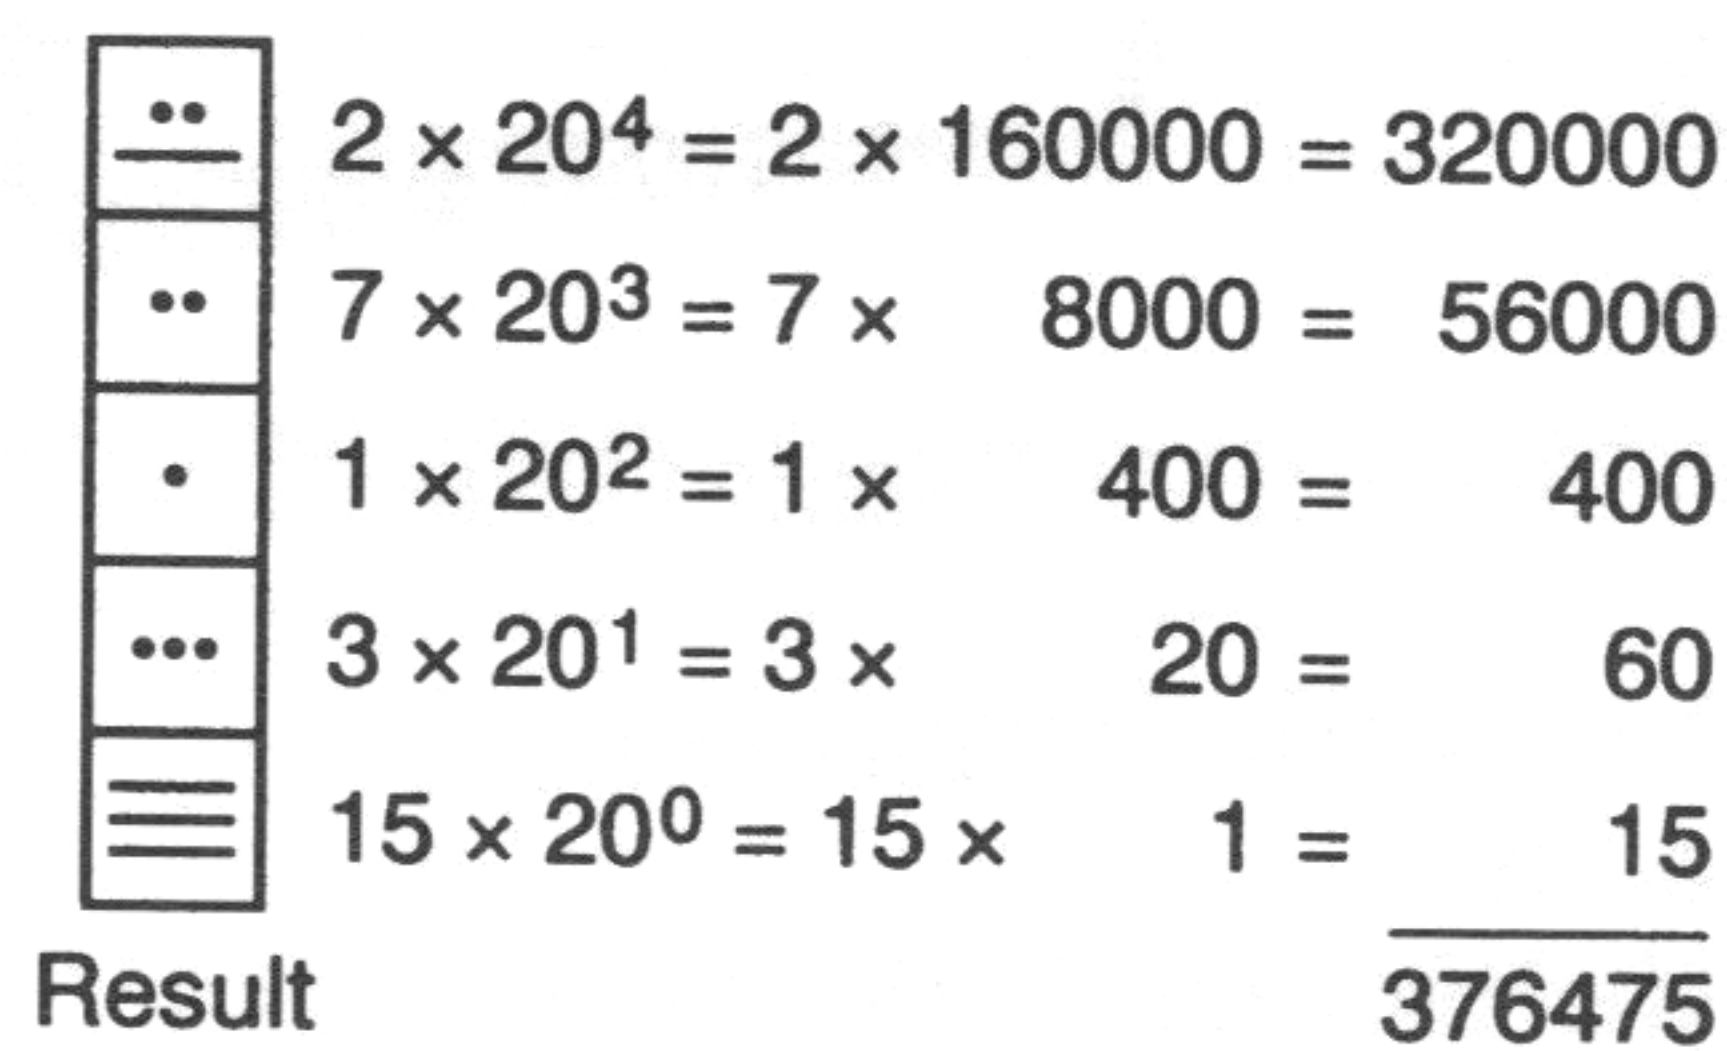 2 × 20⁴ = 2 × 160000 = 320000
7 × 20³ = 7 × 8000 = 56000
1 × 20² = 1 × 400 = 400
3 × 20¹ = 3 × 20 = 60
15 × 20⁰ = 15 × 1 = 15
Result 376475